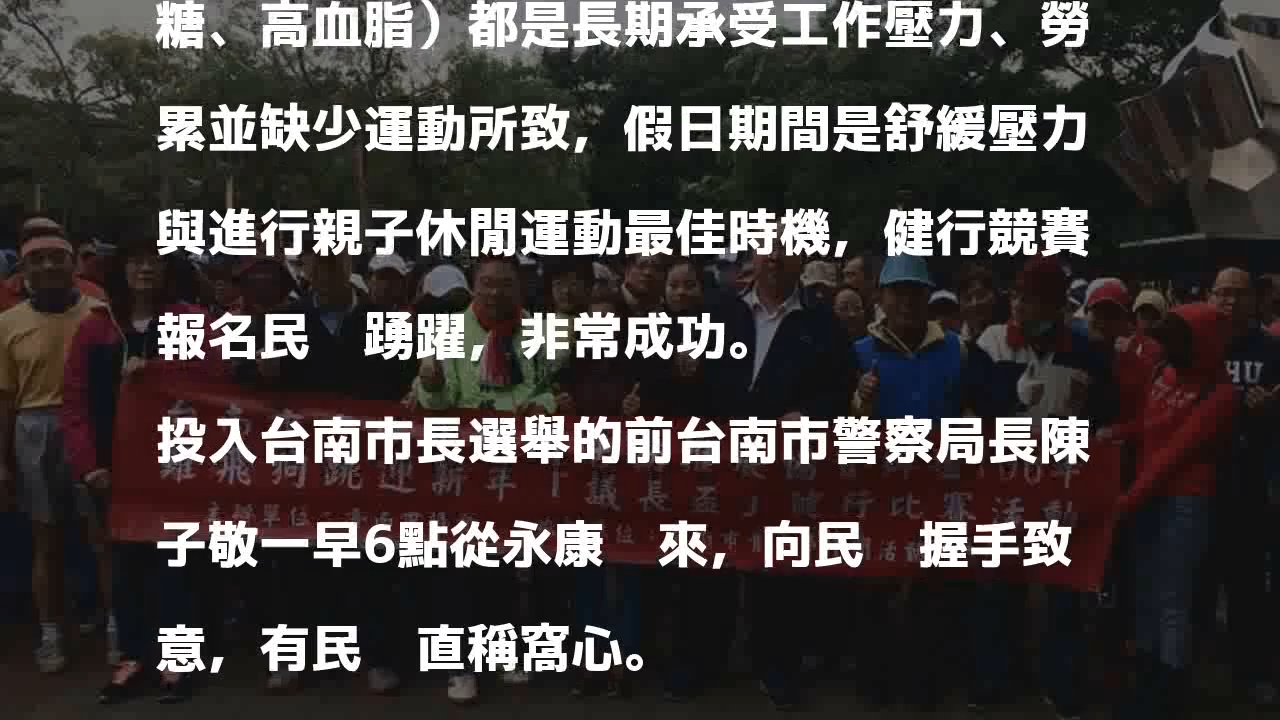 糖、高血脂）都是長期承受工作壓力、勞
累並缺少運動所致，假日期間是舒緩壓力
與進行親子休閒運動最佳時機，健行競賽
報名民　踴躍，非常成功。
投入台南市長選舉的前台南市警察局長陳
子敬一早6點從永康　來，向民　握手致
意，有民　直稱窩心。
HU